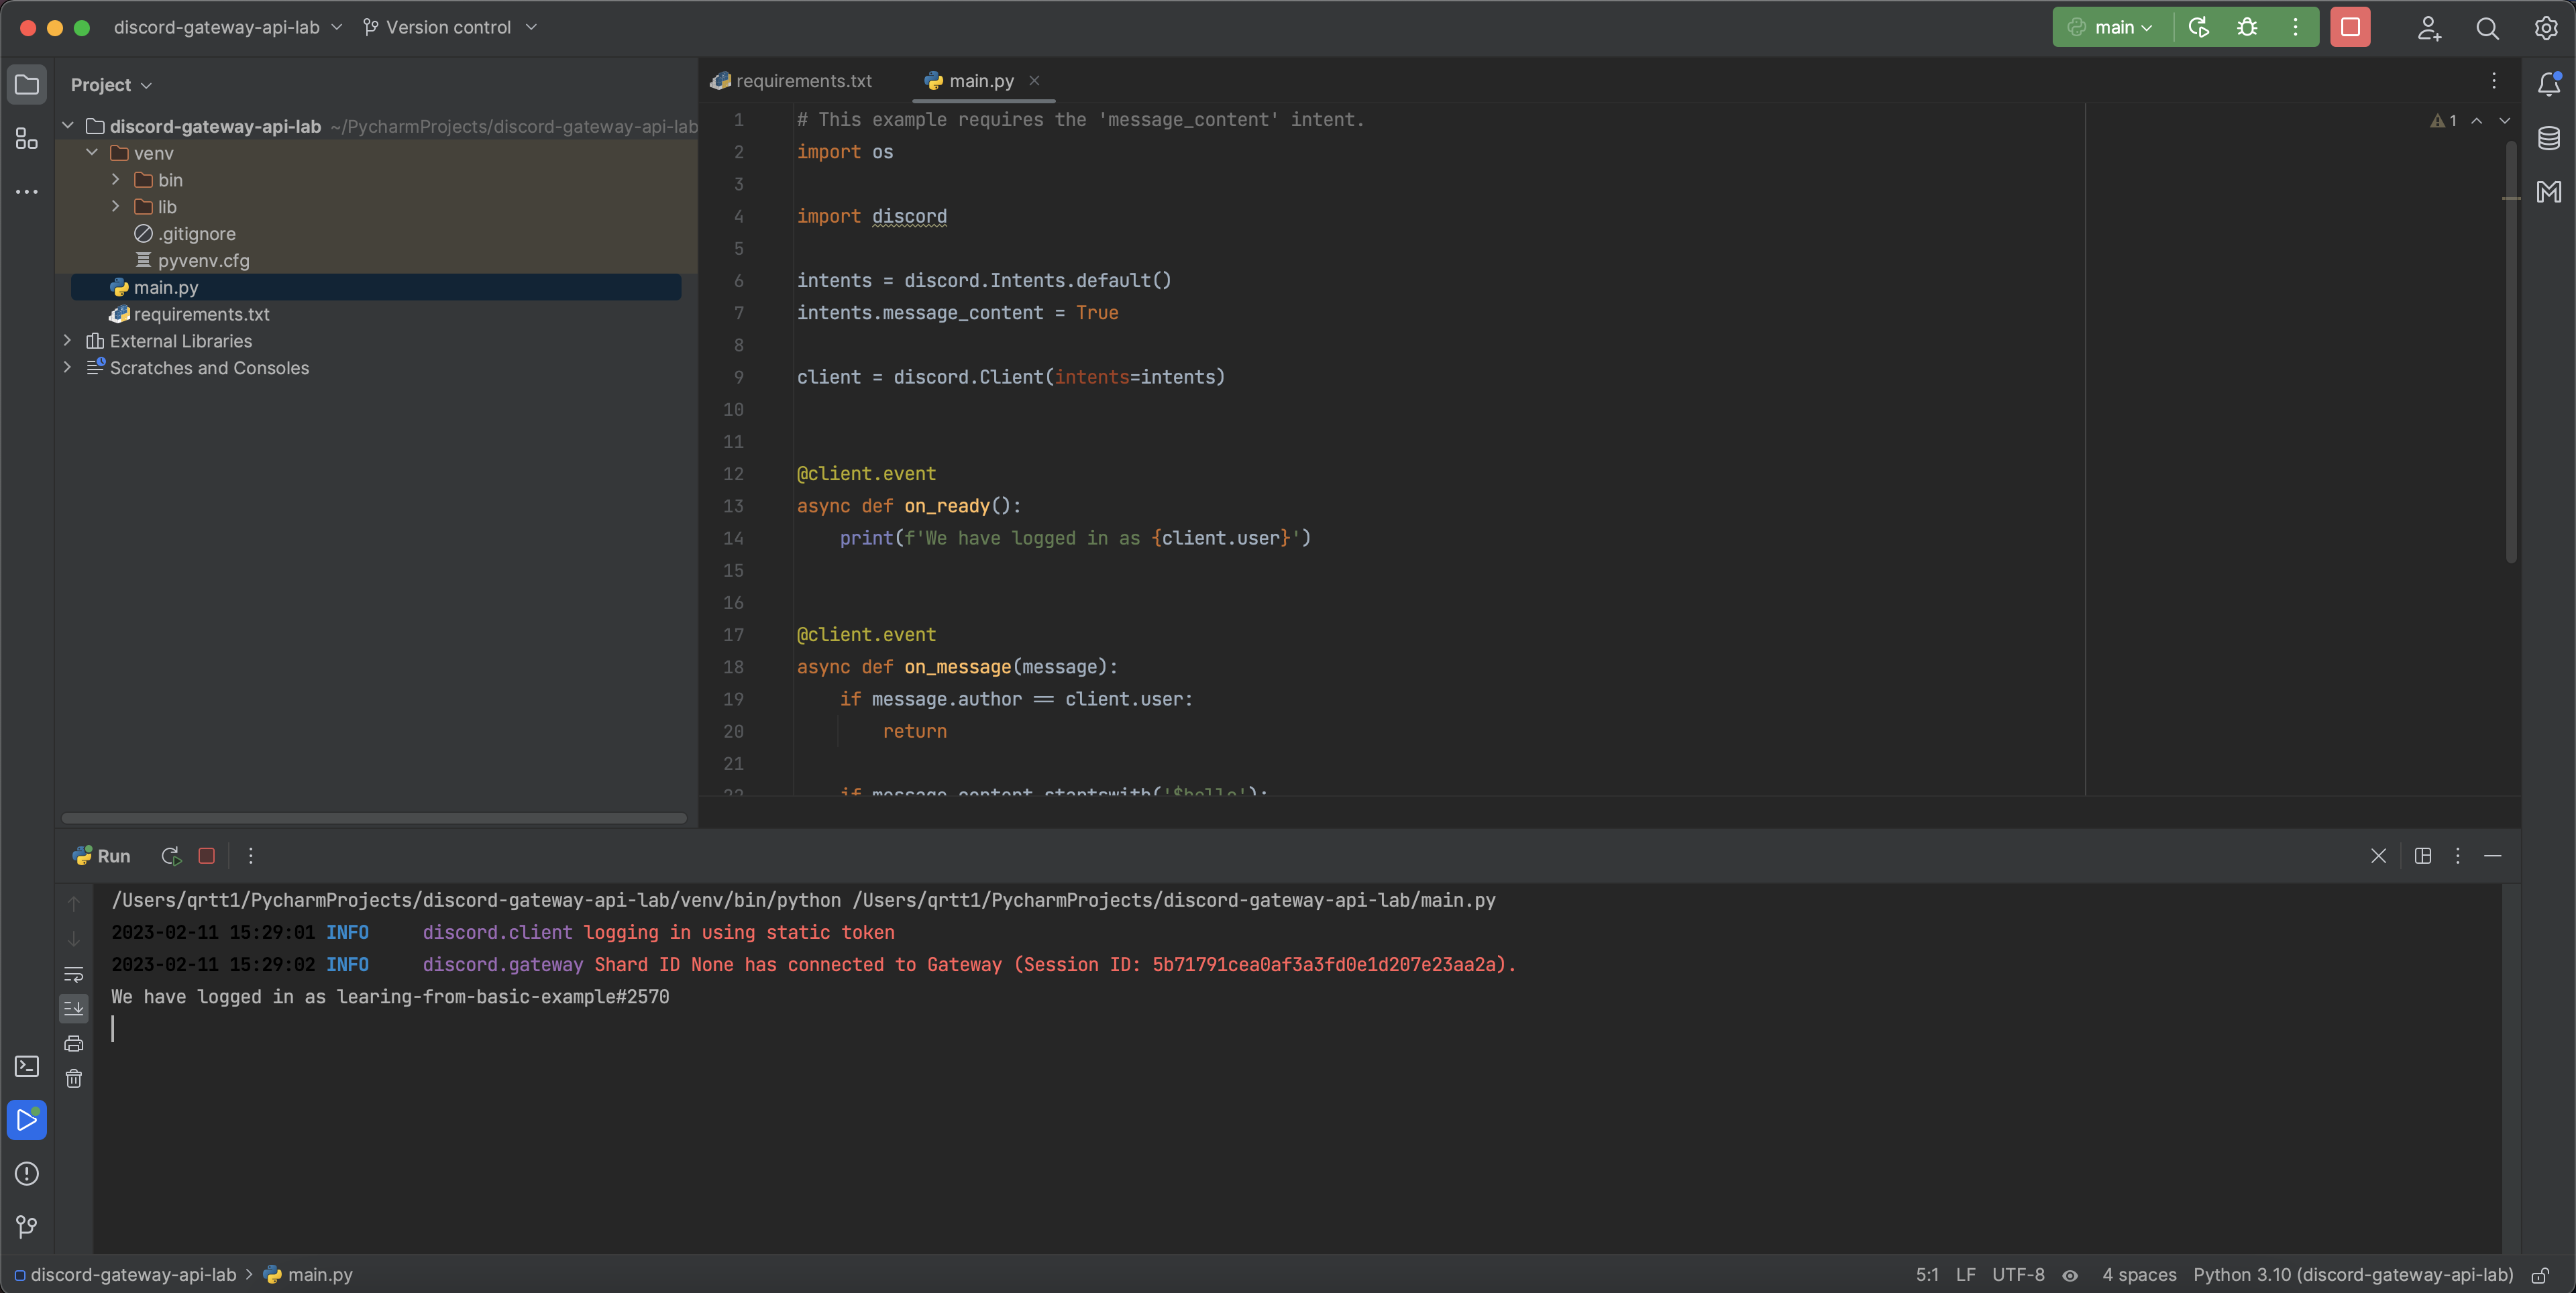 discord-gateway-api-lab
Version control
main
Project
discord-gateway-api-lab ~/PycharmProjects/discord-gateway-api-lab
venv
bin
lib
.gitignore
pyvenv.cfg
main.py
requirements.txt
External Libraries
Scratches and Consoles
requirements.txt
main.py
1
1 # This example requires the 'message_content' intent.
2 import os
3
4 import discord
5
6 intents = discord.Intents.default()
7 intents.message_content = True
8
9 client = discord.Client(intents=intents)
10
11
12 @client.event
13 async def on_ready():
14 print(f'We have logged in as {client.user}')
15
16
17 @client.event
18 async def on_message(message):
19 if message.author == client.user:
20 return
21
22 if message.content.startswith('$hello'):
Run
/Users/qrtt1/PycharmProjects/discord-gateway-api-lab/venv/bin/python /Users/qrtt1/PycharmProjects/discord-gateway-api-lab/main.py
2023-02-11 15:29:01 INFO discord.client logging in using static token
2023-02-11 15:29:02 INFO discord.gateway Shard ID None has connected to Gateway (Session ID: 5b71791cea0af3a3fd0e1d207e23aa2a).
We have logged in as learing-from-basic-example#2570
discord-gateway-api-lab > main.py
5:1 LF UTF-8 4 spaces Python 3.10 (discord-gateway-api-lab)